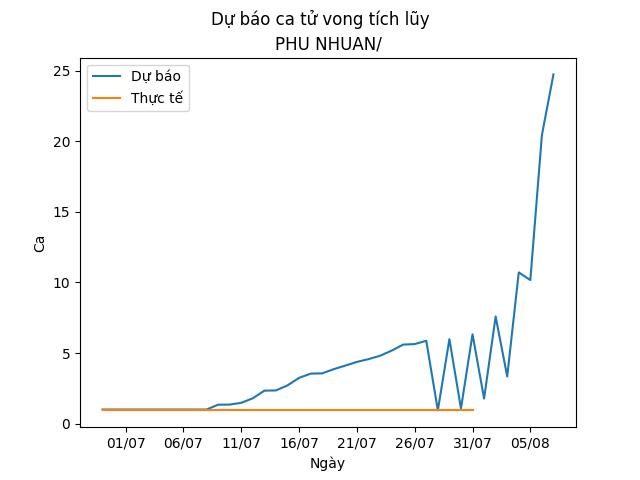 Dự báo ca tử vong tích lũy
PHU NHUAN/
Dự báo
Thực tế
Ca
25
20
15
10
5
0
01/07 06/07 11/07 16/07 21/07 26/07 31/07 05/08
Ngày